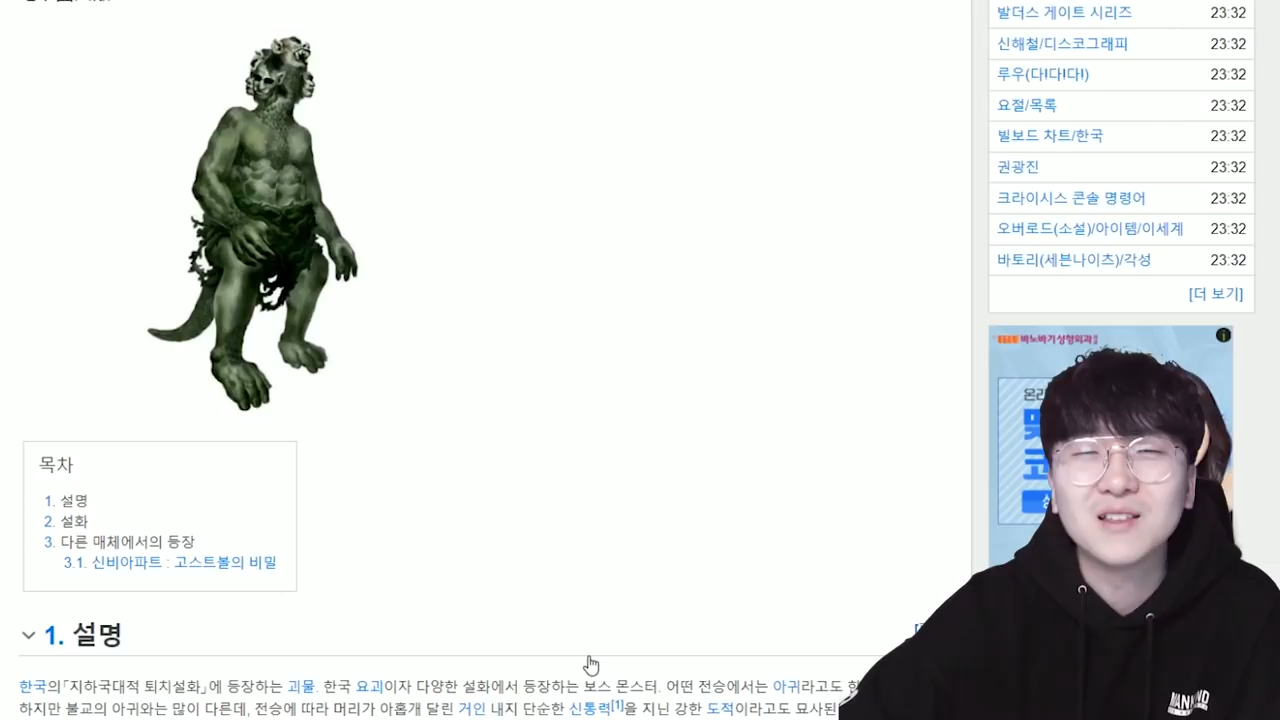 발더스 게이트 시리즈 23:32
신해철/디스코그래피 23:32
루우(다!다!다!) 23:32
요절/목록 23:32
빌보드 차트/한국 23:32
권광진 23:32
크라이시스 콘솔 명령어 23:32
오버로드(소설)/아이템/이세계 23:32
바토리(세븐나이츠)/각성 23:32
[더 보기]
바노바기성형외과
목차
1. 설명
2. 설화
3. 다른 매체에서의 등장
3.1. 신비아파트 : 고스트볼의 비밀
1. 설명
한국의「지하국대적 퇴치설화」에 등장하는 괴물. 한국 요괴이자 다양한 설화에서 등장하는 보스 몬스터. 어떤 전승에서는 아귀라고도
하지만 불교의 아귀와는 많이 다른데, 전승에 따라 머리가 아홉개 달린 거인 내지 단순한 신통력[1]을 지닌 강한 도적이라고도 묘사된